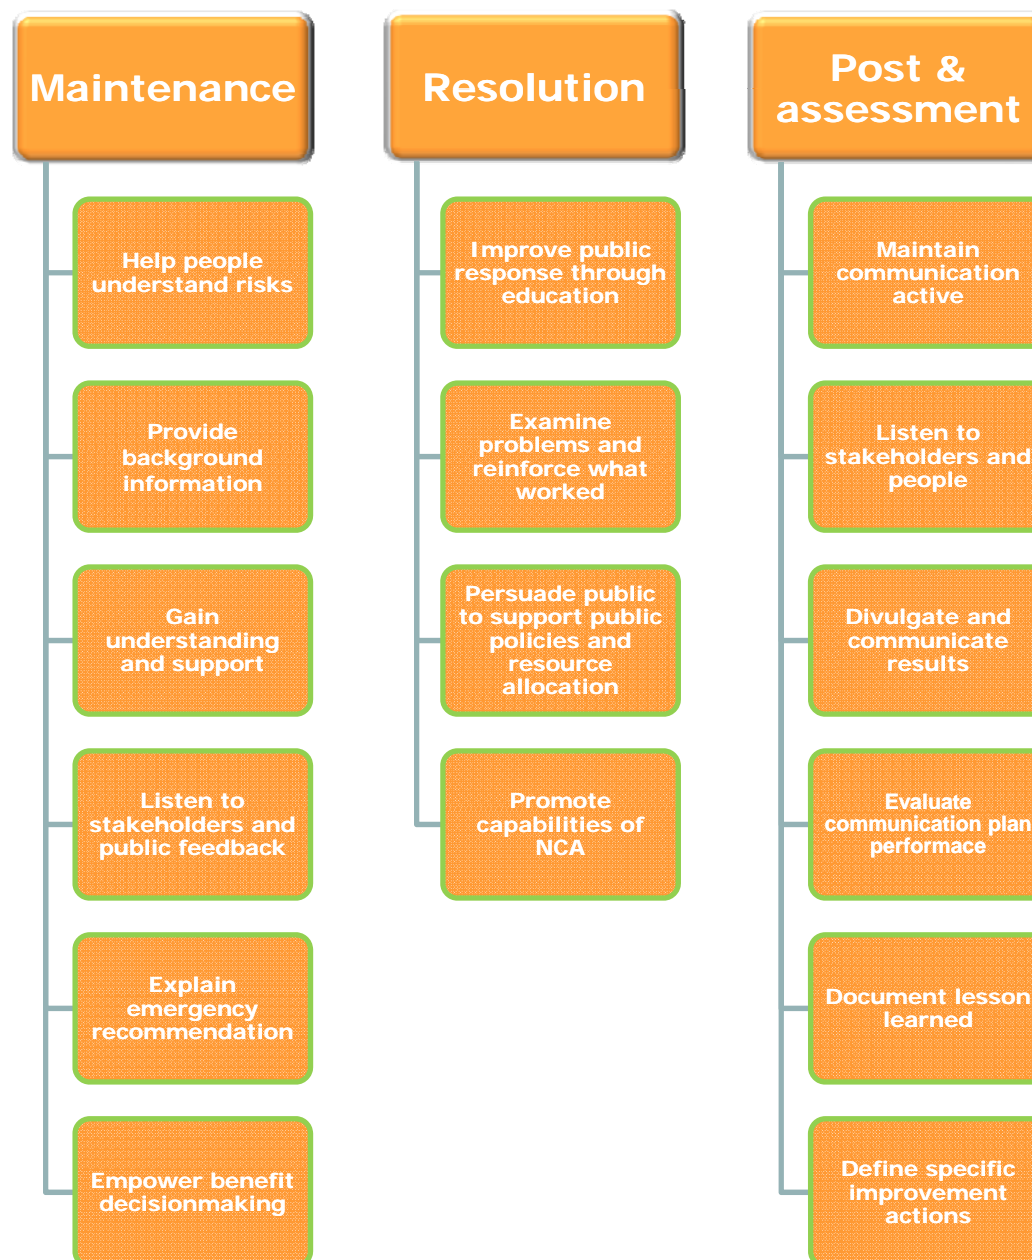 Maintenance
Help people
understand risks
Provide
background
information
Gain
understanding
and support
Listen to
stakeholders and
public feedback
Explain
emergency
recommendation
Empower benefit
decisionmaking
Resolution
Improve public
response through
education
Examine
problems and
reinforce what
worked
Persuade public
to support public
policies and
resource
allocation
Promote
capabilities of
NCA
Post &
assessment
Maintain
communication
active
Listen to
stakeholders and
people
Divulgate and
communicate
results
Evaluate
communication plan
performace
Document lesson
learned
Define specific
improvement
actions